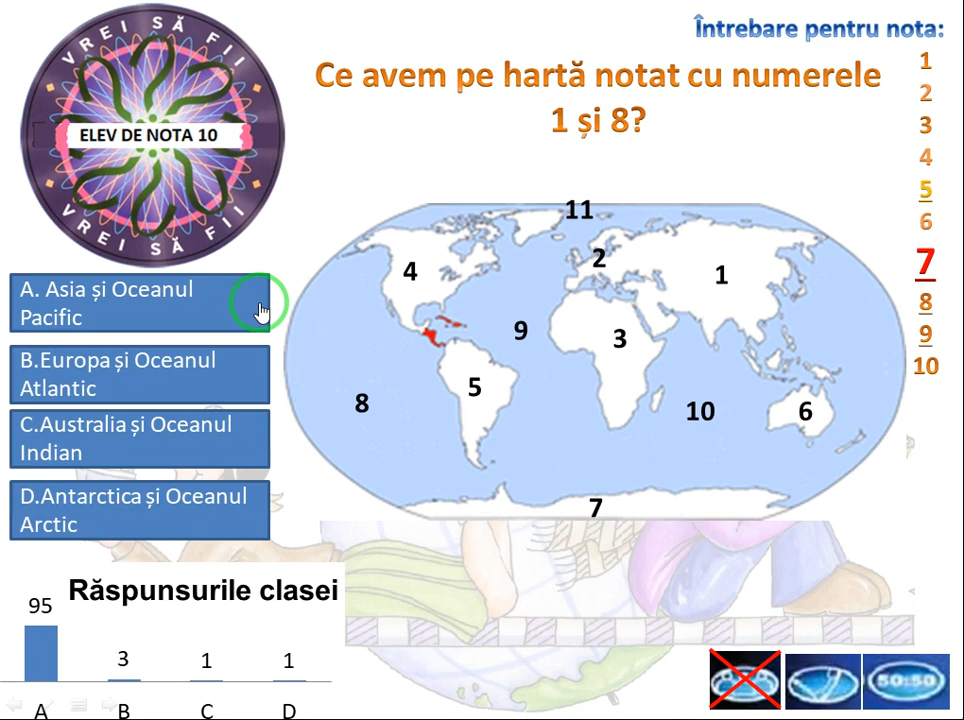 VREI SĂ FII
ELEV DE NOTA 10
VREI SĂ FII
Întrebare pentru nota:
1
2
3
4
5
6
7
8
9
10
Ce avem pe hartă notat cu numerele
1 și 8?
11
4
2
1
9
3
8
5
10
6
7
A. Asia și Oceanul
Pacific
B.Europa și Oceanul
Atlantic
C.Australia și Oceanul
Indian
D.Antarctica și Oceanul
Arctic
Răspunsurile clasei
95
3
1
1
A
B
C
D
50:50